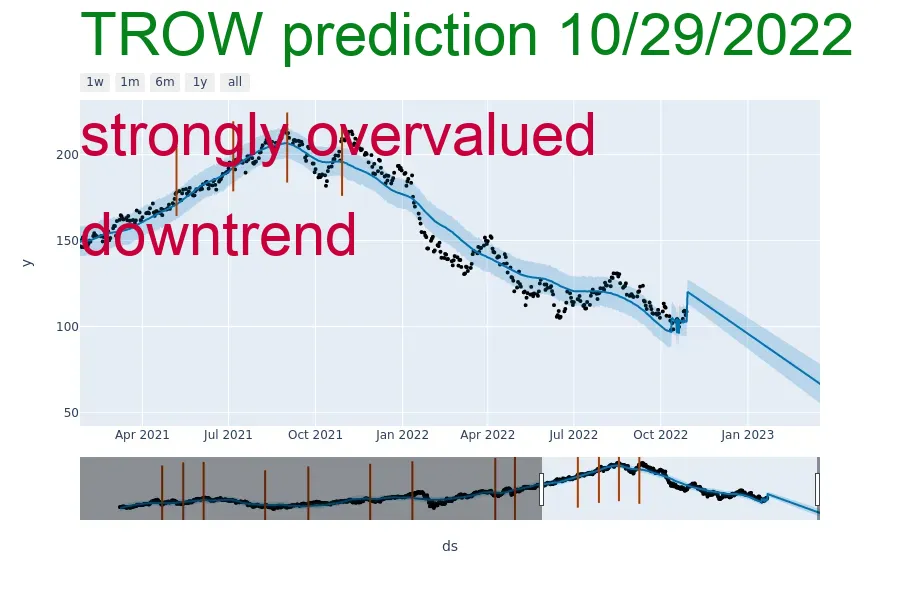 TROW prediction 10/29/2022
1w 1m 6m 1y all
strongly overvalued
200
downtrend
150
y
100
50
Apr 2021 Jul 2021 Oct 2021 Jan 2022 Apr 2022 Jul 2022 Oct 2022 Jan 2023
ds